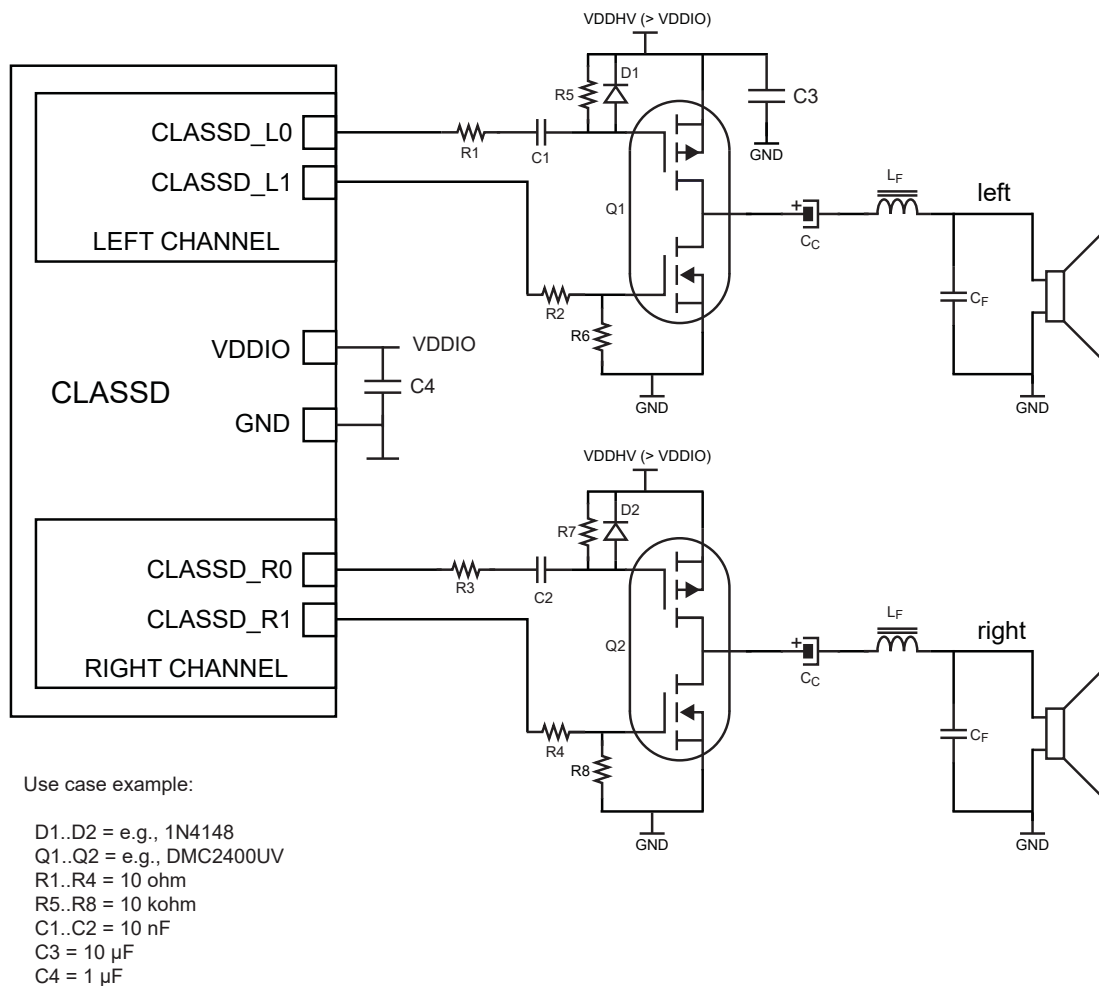 VDDHV (> VDDIO)
D1
R5
C3
CLASSD_L0
R1
C1
GND
CLASSD_L1
LF
left
Q1
+
CC
LEFT CHANNEL
R2
CF
R6
VDDIO
VDDIO
C4
CLASSD
GND
GND
GND
VDDHV (> VDDIO)
D2
R7
CLASSD_R0
R3
C2
CLASSD_R1
LF
right
Q2
+
CC
RIGHT CHANNEL
R4
CF
R8
GND
GND
Use case example:
D1..D2 = e.g., 1N4148
Q1..Q2 = e.g., DMC2400UV
R1..R4 = 10 ohm
R5..R8 = 10 kohm
C1..C2 = 10 nF
C3 = 10 µF
C4 = 1 µF